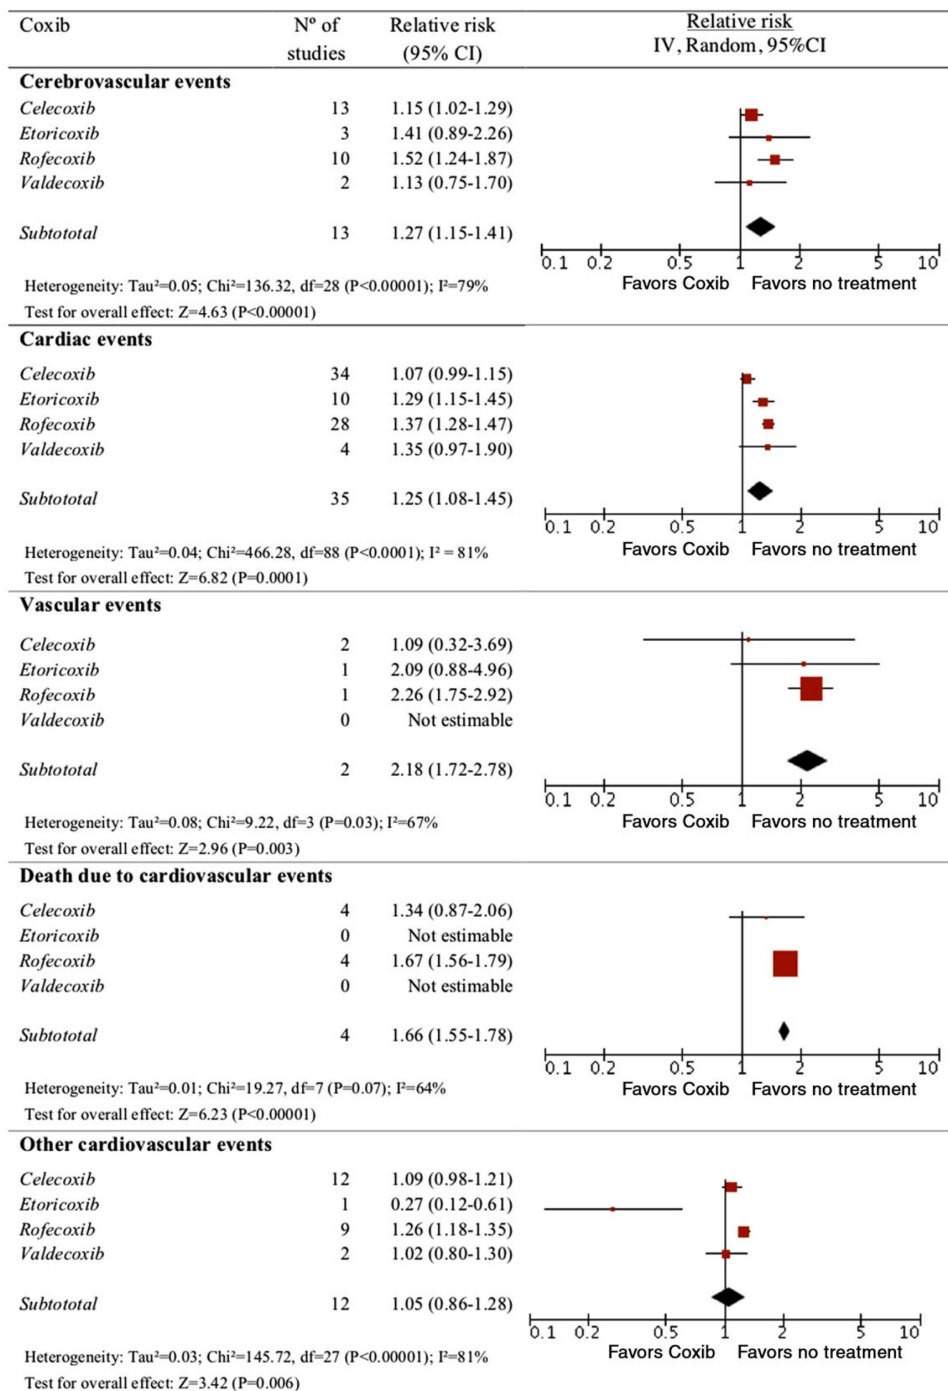 Coxib Nº of studies Relative risk (95% CI) Relative risk IV, Random, 95%CI
Cerebrovascular events
Celecoxib 13 1.15 (1.02-1.29)
Etoricoxib 3 1.41 (0.89-2.26)
Rofecoxib 10 1.52 (1.24-1.87)
Valdecoxib 2 1.13 (0.75-1.70)
Subtototal 13 1.27 (1.15-1.41)
0.1 0.2 1 2 5 10
Favors Coxib Favors no treatment
Heterogeneity: Tau²=0.05; Chi²=136.32, df=28 (P<0.00001); I²=79%
Test for overall effect: Z=4.63 (P<0.00001)
Cardiac events
Celecoxib 34 1.07 (0.99-1.15)
Etoricoxib 10 1.29 (1.15-1.45)
Rofecoxib 28 1.37 (1.28-1.47)
Valdecoxib 4 1.35 (0.97-1.90)
Subtototal 35 1.25 (1.08-1.45)
0.1 0.2 0.5 1 2 5 10
Favors Coxib Favors no treatment
Heterogeneity: Tau²=0.04; Chi²=466.28, df=88 (P<0.0001); I² = 81%
Test for overall effect: Z=6.82 (P=0.0001)
Vascular events
Celecoxib 2 1.09 (0.32-3.69)
Etoricoxib 1 2.09 (0.88-4.96)
Rofecoxib 1 2.26 (1.75-2.92)
Valdecoxib 0 Not estimable
Subtototal 2 2.18 (1.72-2.78)
0.1 0.2 0.5 1 2 5 10
Favors Coxib Favors no treatment
Heterogeneity: Tau²=0.08; Chi²=9.22, df=3 (P=0.03); I²=67%
Test for overall effect: Z=2.96 (P=0.003)
Death due to cardiovascular events
Celecoxib 4 1.34 (0.87-2.06)
Etoricoxib 0 Not estimable
Rofecoxib 4 1.67 (1.56-1.79)
Valdecoxib 0 Not estimable
Subtototal 4 1.66 (1.55-1.78)
0.1 0.2 0.5 1 2 5 10
Favors Coxib Favors no treatment
Heterogeneity: Tau²=0.01; Chi²=19.27, df=7 (P=0.07); I²=64%
Test for overall effect: Z=6.23 (P<0.00001)
Other cardiovascular events
Celecoxib 12 1.09 (0.98-1.21)
Etoricoxib 1 0.27 (0.12-0.61)
Rofecoxib 9 1.26 (1.18-1.35)
Valdecoxib 2 1.02 (0.80-1.30)
Subtototal 12 1.05 (0.86-1.28)
0.1 0.2 0.5 1 2 5 10
Favors Coxib Favors no treatment
Heterogeneity: Tau²=0.03; Chi²=145.72, df=27 (P<0.00001); I²=81%
Test for overall effect: Z=3.42 (P=0.006)